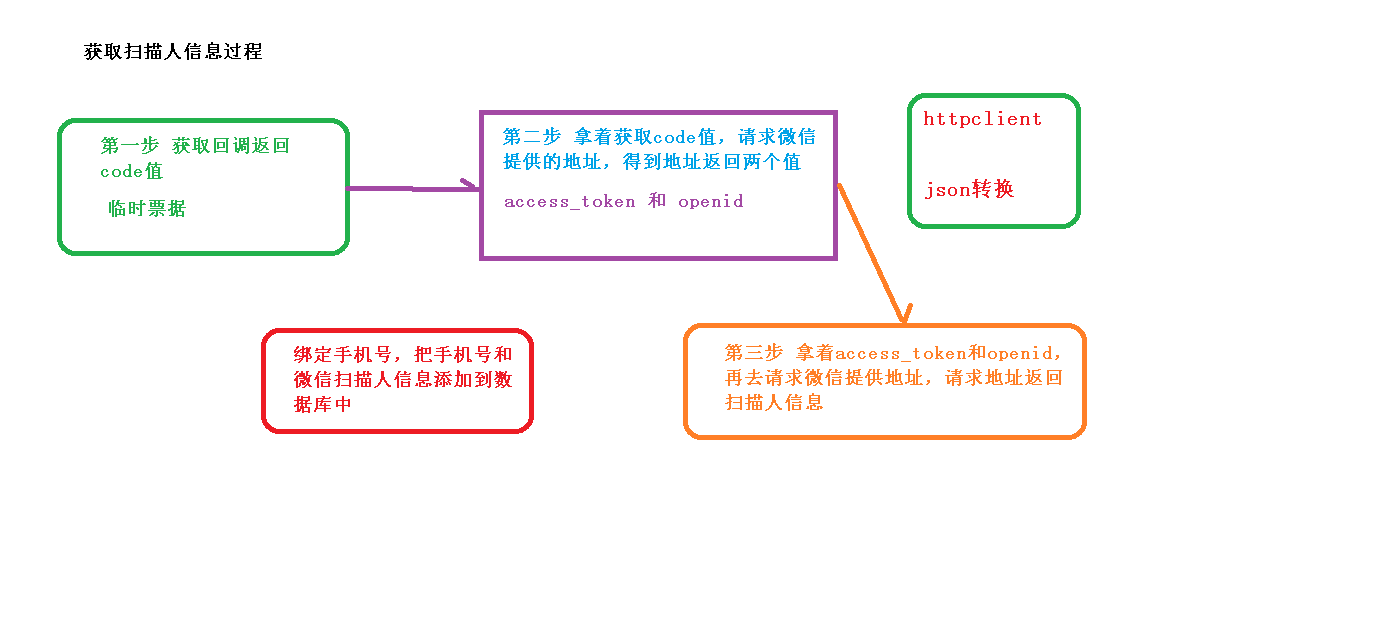 获取扫描人信息过程
第一步 获取回调返回
code值
临时票据
第二步 拿着获取code值，请求微信
提供的地址，得到地址返回两个值
access_token 和 openid
httpclient
json转换
绑定手机号，把手机号和
微信扫描人信息添加到数
据库中
第三步 拿着access_token和openid，
再去请求微信提供地址，请求地址返回
扫描人信息